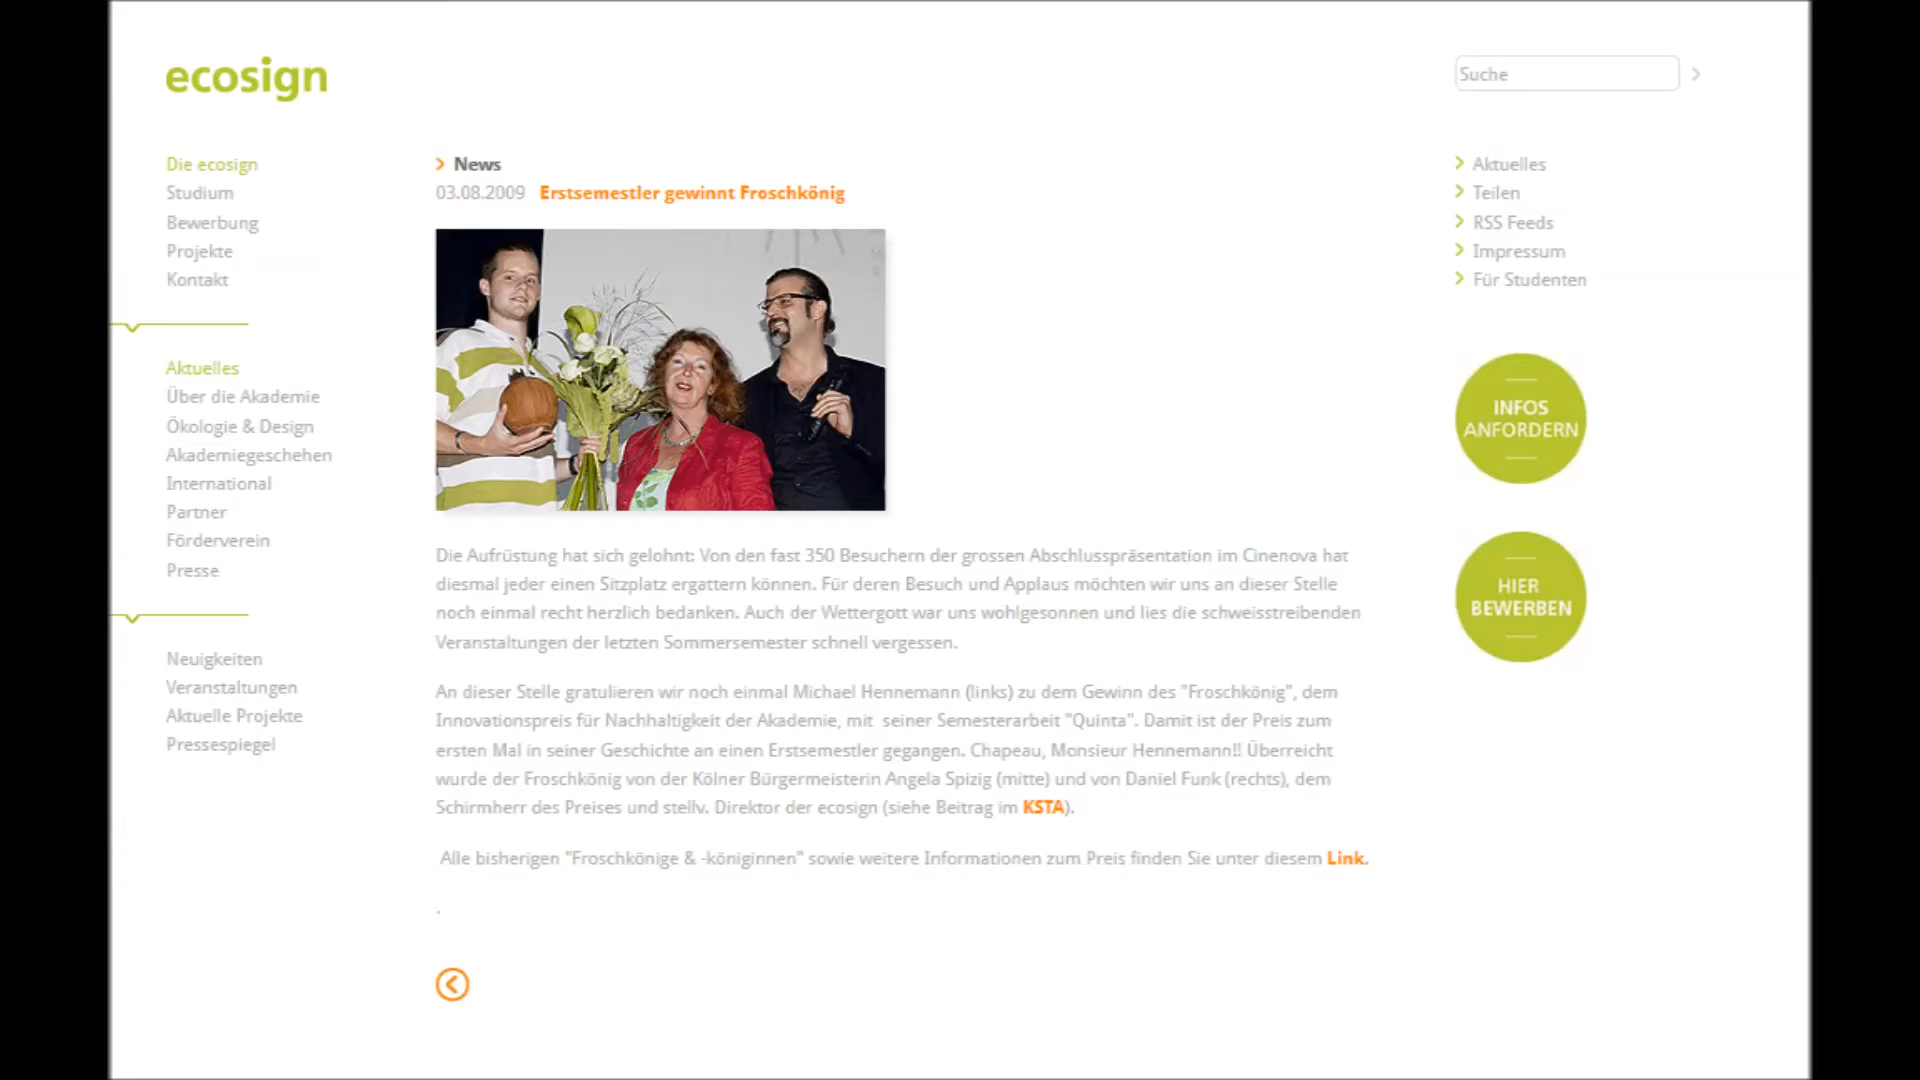 ecosign
Suche
Die ecosign
Studium
Bewerbung
Projekte
Kontakt
Aktuelles
Über die Akademie
Ökologie & Design
Akademiegeschehen
International
Partner
Förderverein
Presse
Neuigkeiten
Veranstaltungen
Aktuelle Projekte
Pressespiegel
News
03.08.2009 Erstsemestler gewinnt Froschkönig
Die Aufrüstung hat sich gelohnt: Von den fast 350 Besuchern der grossen Abschlusspräsentation im Cinenova hat
diesmal jeder einen Sitzplatz ergattern können. Für deren Besuch und Applaus möchten wir uns an dieser Stelle
noch einmal recht herzlich bedanken. Auch der Wettergott war uns wohlgesonnen und lies die schweisstreibenden
Veranstaltungen der letzten Sommersemester schnell vergessen.
An dieser Stelle gratulieren wir noch einmal Michael Hennemann (links) zu dem Gewinn des "Froschkönig", dem
Innovationspreis für Nachhaltigkeit der Akademie, mit seiner Semesterarbeit "Quinta". Damit ist der Preis zum
ersten Mal in seiner Geschichte an einen Erstsemestler gegangen. Chapeau, Monsieur Hennemann!! Überreicht
wurde der Froschkönig von der Kölner Bürgermeisterin Angela Spizig (mitte) und von Daniel Funk (rechts), dem
Schirmherr des Preises und stellv. Direktor der ecosign (siehe Beitrag im KSTA).
Alle bisherigen "Froschkönige & -königinnen" sowie weitere Informationen zum Preis finden Sie unter diesem Link.
.
Aktuelles
Teilen
RSS Feeds
Impressum
Für Studenten
INFOS
ANFORDERN
HIER
BEWERBEN